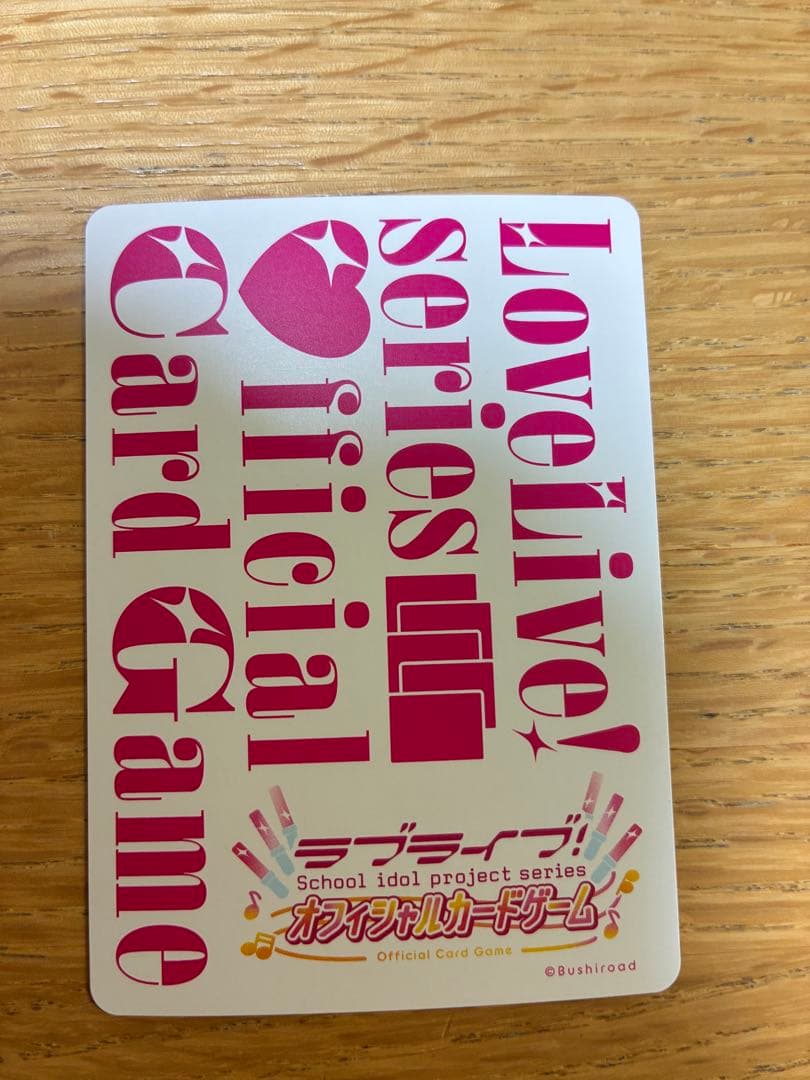 LoveLive!
series
♥fficial
Card Game
ラブライブ!
School idol project series
オフィシャルカードゲーム
Official Card Game
©Bushiroad